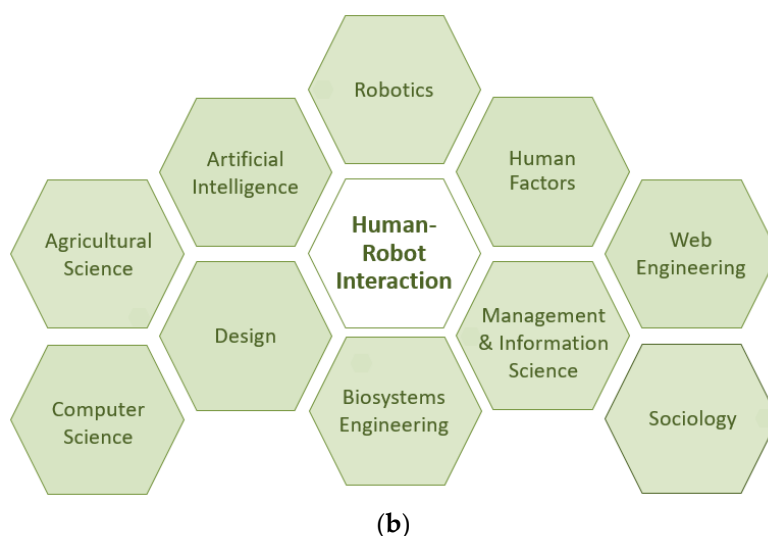 Robotics
Artificial
Intelligence
Human
Factors
Agricultural
Science
Human-
Robot
Interaction
Web
Engineering
Design
Management
& Information
Science
Computer
Science
Biosystems
Engineering
Sociology
(b)